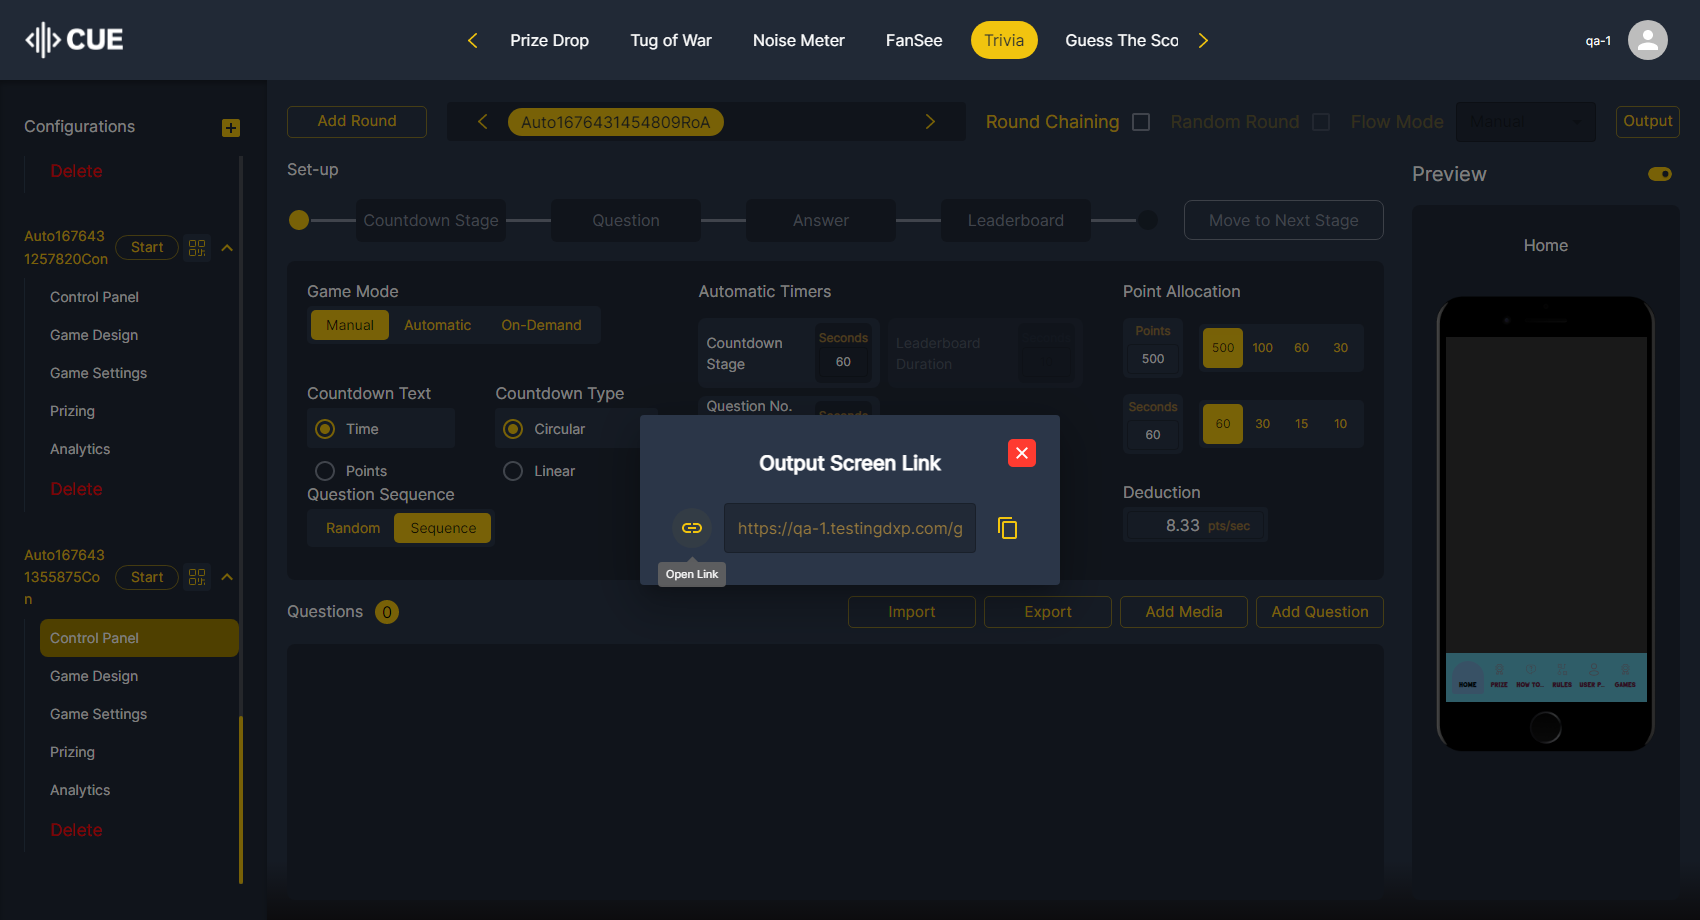 CUE
Prize Drop
Tug of War
Noise Meter
FanSee
Trivia
Guess The Sco
qa-1
Configurations
Delete
Auto167643
1257820Con
Start
Control Panel
Game Design
Game Settings
Prizing
Analytics
Delete
Auto167643
1355875Co
n
Start
Control Panel
Game Design
Game Settings
Prizing
Analytics
Delete
Add Round
Auto1676431454809RoA
Round Chaining
Random Round
Flow Mode
Manual
Output
Set-up
Countdown Stage
Question
Answer
Leaderboard
Move to Next Stage
Game Mode
Manual
Automatic
On-Demand
Countdown Text
Time
Points
Countdown Type
Circular
Linear
Question Sequence
Random
Sequence
Automatic Timers
Countdown
Stage
Seconds
60
Leaderboard
Duration
Question No.
Seconds
Point Allocation
Points
500
500
100
60
30
Seconds
60
60
30
15
10
Deduction
8.33 pts/sec
Output Screen Link
https://qa-1.testingdxp.com/g
Open Link
Questions 0
Import
Export
Add Media
Add Question
Preview
Home
HOME
PRIZE
HOW TO..
RULES
USER P..
GAMES